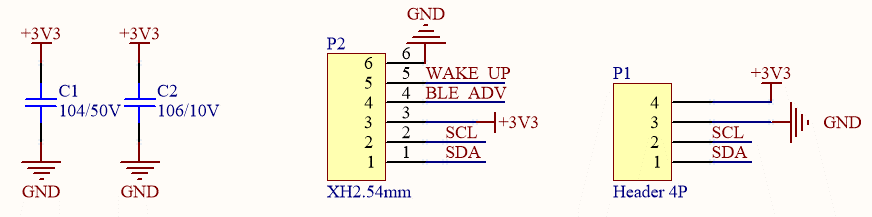 +3V3
C1
104/50V
GND
+3V3
C2
106/10V
GND
GND
P2
6 6
5 5 WAKE_UP
4 4 BLE_ADV
3 3 +3V3
2 2 SCL
1 1 SDA
XH2.54mm
P1
+3V3
4
3 GND
2 SCL
1 SDA
Header 4P